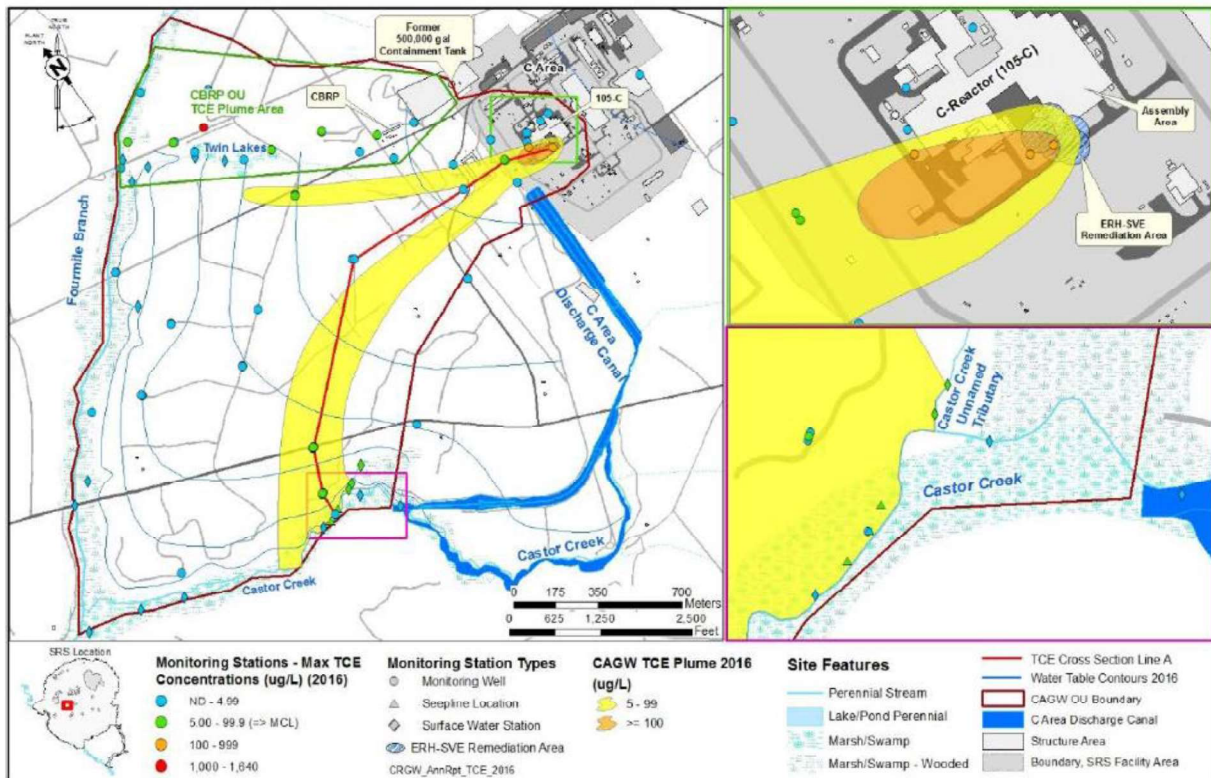 PLANT
NORTH
TRUE
NORTH
N
Former
500,000 gal
Containment Tank
C Area
CBRP OU
TCE Plume Area
CBRP
105-C
Twin Lakes
Fourmile Branch
C Area
Discharge Canal
Castor Creek
Castor Creek
0 175 350 700
Meters
0 625 1,250 2,500
Feet
C-Reactor (105-C)
Assembly
Area
ERH-SVE
Remediation Area
Castor Creek
Unnamed
Tributary
Castor Creek
SRS Location
Monitoring Stations - Max TCE
Concentrations (ug/L) (2016)
ND - 4.99
5.00 - 99.9 (=> MCL)
100 - 999
1,000 - 1,640
Monitoring Station Types
Monitoring Well
Seepline Location
Surface Water Station
ERH-SVE Remediation Area
CRGW_AnnRpt_TCE_2016
CAGW TCE Plume 2016
(ug/L)
5 - 99
>= 100
Site Features
Perennial Stream
Lake/Pond Perennial
Marsh/Swamp
Marsh/Swamp - Wooded
TCE Cross Section Line A
Water Table Contours 2016
CAGW OU Boundary
C Area Discharge Canal
Structure Area
Boundary, SRS Facility Area